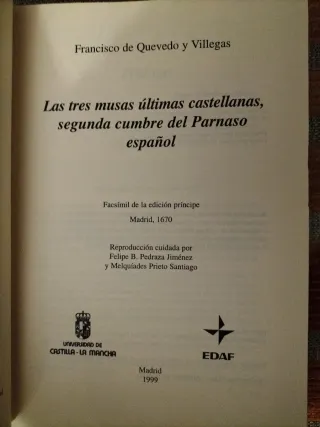 Francisco de Quevedo y Villegas
Las tres musas últimas castellanas,
segunda cumbre del Parnaso
español
Facsímil de la edición príncipe
Madrid, 1670
Reproducción cuidada por
Felipe B. Pedraza Jiménez
y Melquíades Prieto Santiago
UNIVERSIDAD DE
CASTILLA-LA MANCHA
EDAF
Madrid
1999